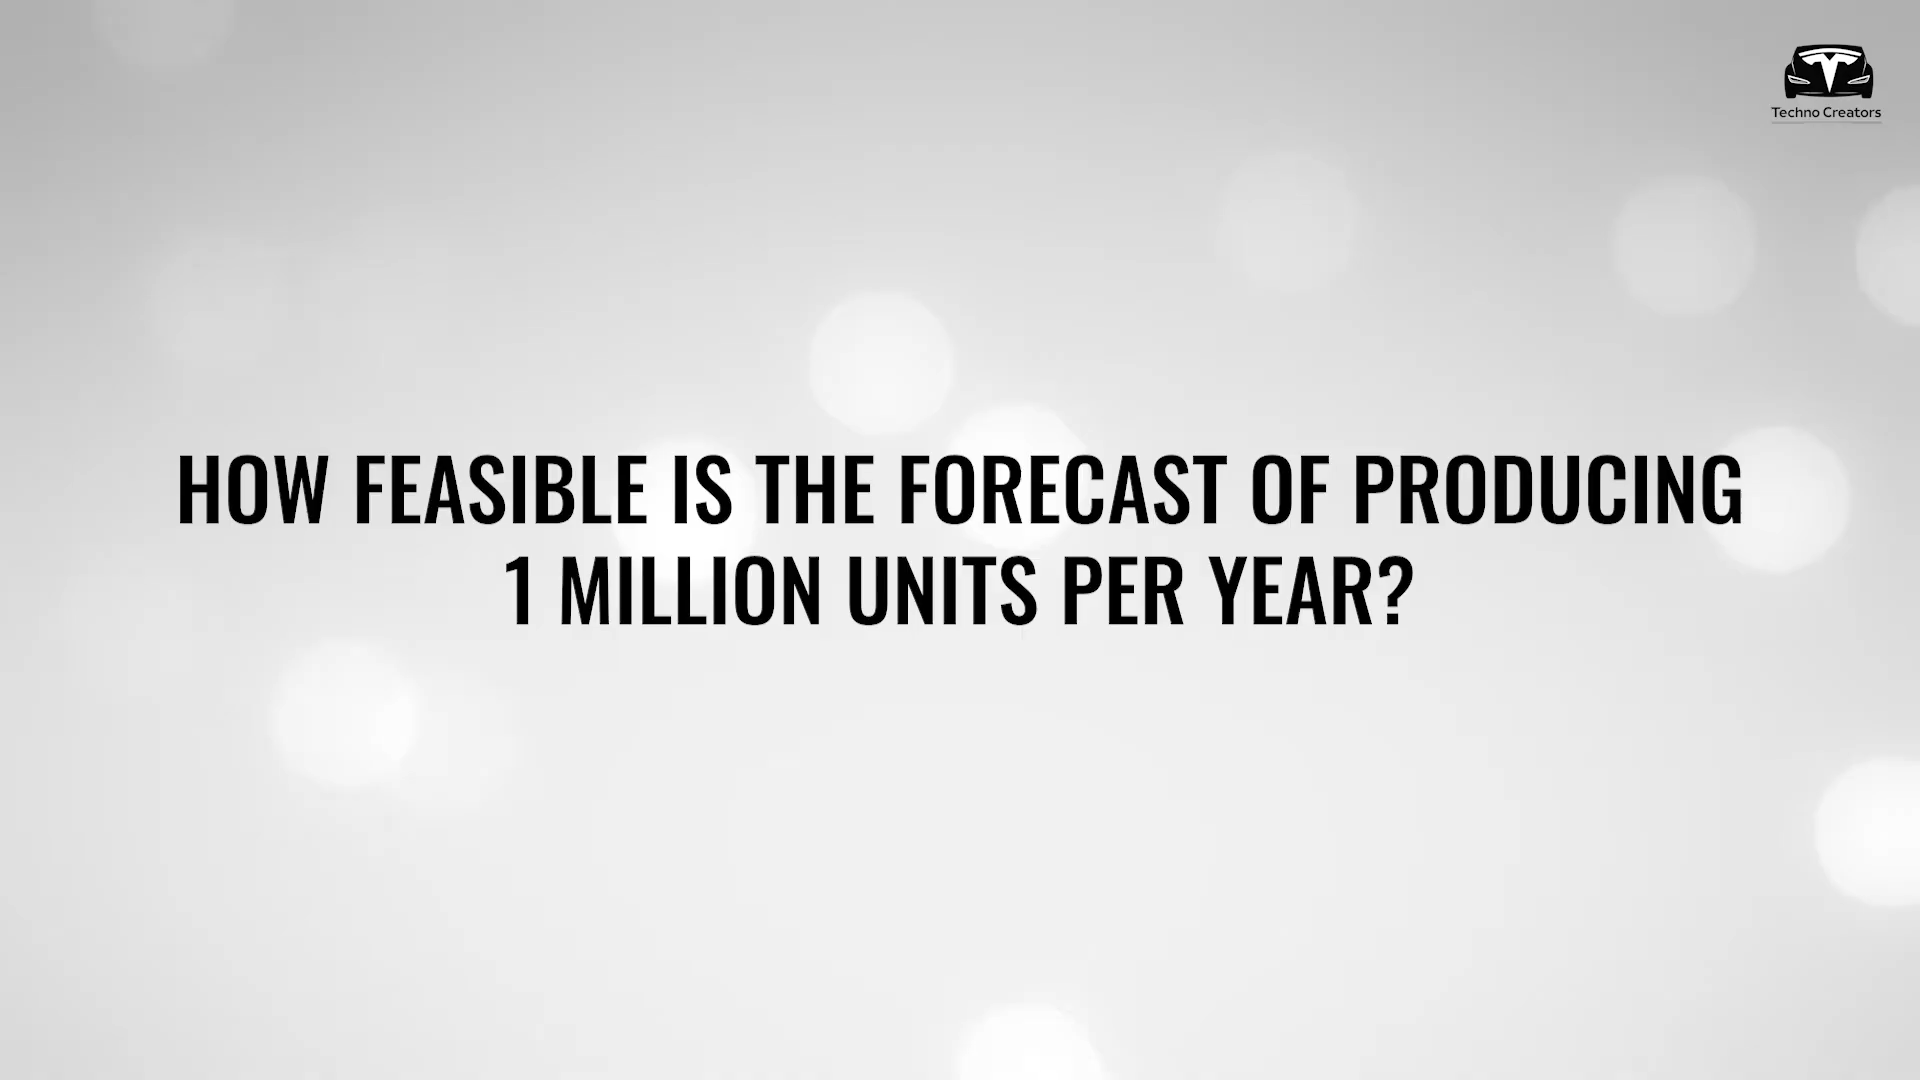 Techno Creators
HOW FEASIBLE IS THE FORECAST OF PRODUCING
1 MILLION UNITS PER YEAR?